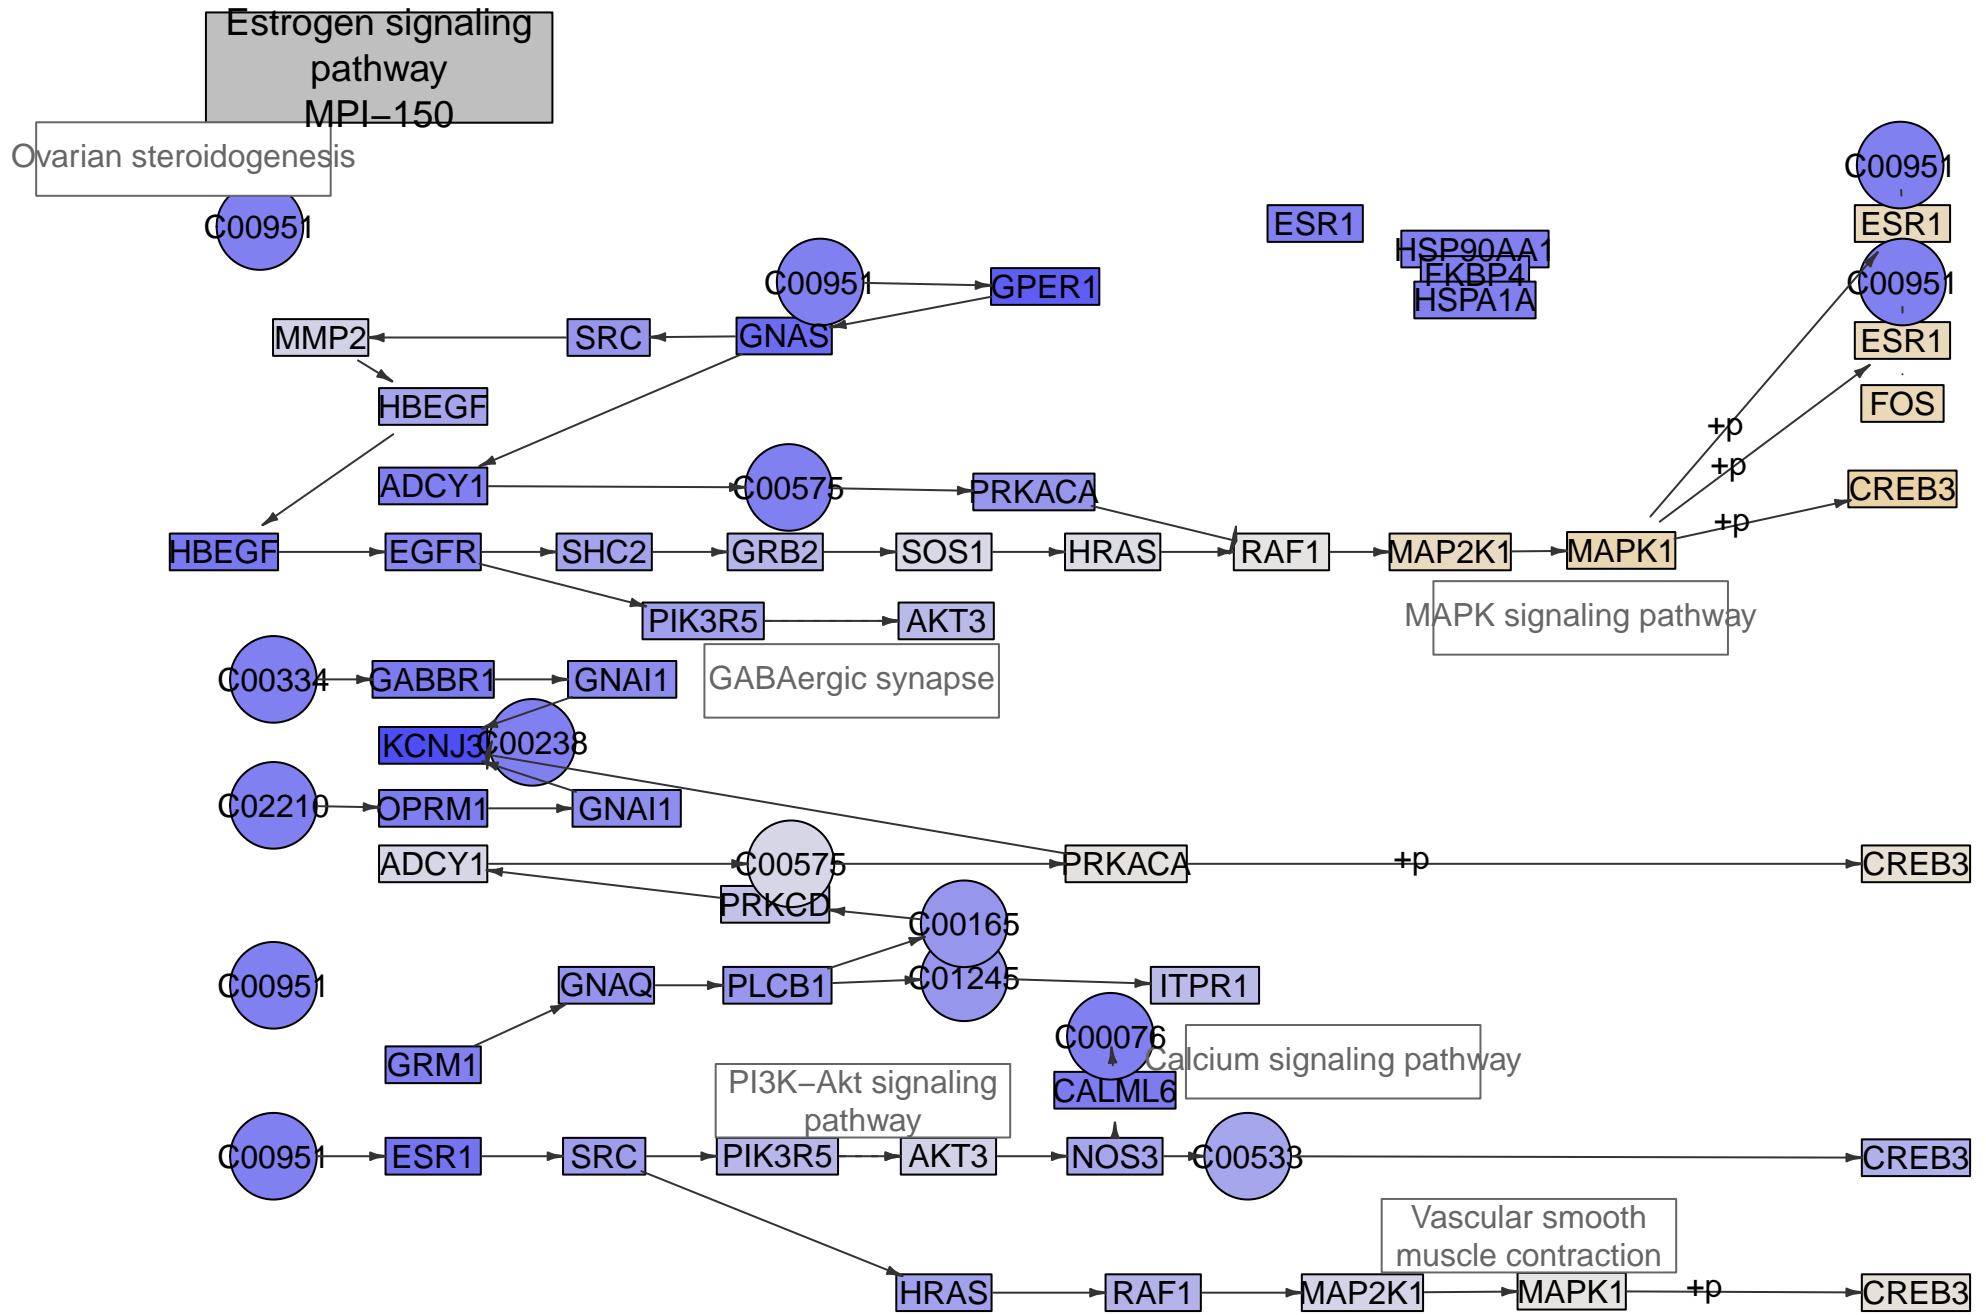 Estrogen signaling
pathway
MPI−150
Ovarian steroidogenesis
C00951
C00951
ESR1
ESR1
C00951
HSP90AA1
FKBP4
HSPA1A
C00951
GPER1
C00951
MMP2
SRC
GNAS
ESR1
HBEGF
FOS
+p
+p
ADCY1
C00575
PRKACA
CREB3
+p
HBEGF
EGFR
SHC2
GRB2
SOS1
HRAS
RAF1
MAP2K1
MAPK1
PIK3R5
AKT3
MAPK signaling pathway
C00334
GABBR1
GNAI1
GABAergic synapse
KCNJ3
C00238
C02210
OPRM1
GNAI1
ADCY1
C00575
PRKACA
+p
CREB3
PRKCD
C00165
C00951
GNAQ
PLCB1
C01245
ITPR1
C00076
Calcium signaling pathway
GRM1
PI3K−Akt signaling
pathway
CALML6
C00951
ESR1
SRC
PIK3R5
AKT3
NOS3
C00533
CREB3
Vascular smooth
muscle contraction
HRAS
RAF1
MAP2K1
MAPK1
+p
CREB3